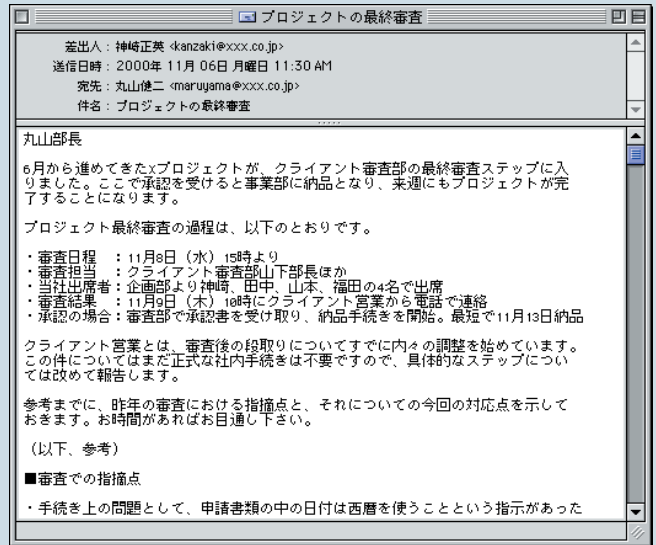 プロジェクトの最終審査
差出人：神崎正英 <kanzaki@xxx.co.jp>
送信日時：2000年 11月 06日 月曜日 11:30 AM
宛先：丸山健二 <maruyama@xxx.co.jp>
件名：プロジェクトの最終審査
丸山部長
6月から進めてきたXプロジェクトが、クライアント審査部の最終審査ステップに入
りました。ここで承認を受けると事業部に納品となり、来週にもプロジェクトが完
了することになります。
プロジェクト最終審査の過程は、以下のとおりです。
・審査日程　：11月8日（水）15時より
・審査担当　：クライアント審査部山下部長ほか
・当社出席者：企画部より神崎、田中、山本、福田の4名で出席
・審査結果　：11月9日（木）10時にクライアント営業から電話で連絡
・承認の場合：審査部で承認書を受け取り、納品手続きを開始。最短で11月13日納品
クライアント営業とは、審査後の段取りについてすでに内々の調整を始めています。
この件についてはまだ正式な社内手続きは不要ですので、具体的なステップについ
ては改めて報告します。
参考までに、昨年の審査における指摘点と、それについての今回の対応点を示して
おきます。お時間があればお目通し下さい。
（以下、参考）
■審査での指摘点
・手続き上の問題として、申請書類の中の日付は西暦を使うことという指示があった